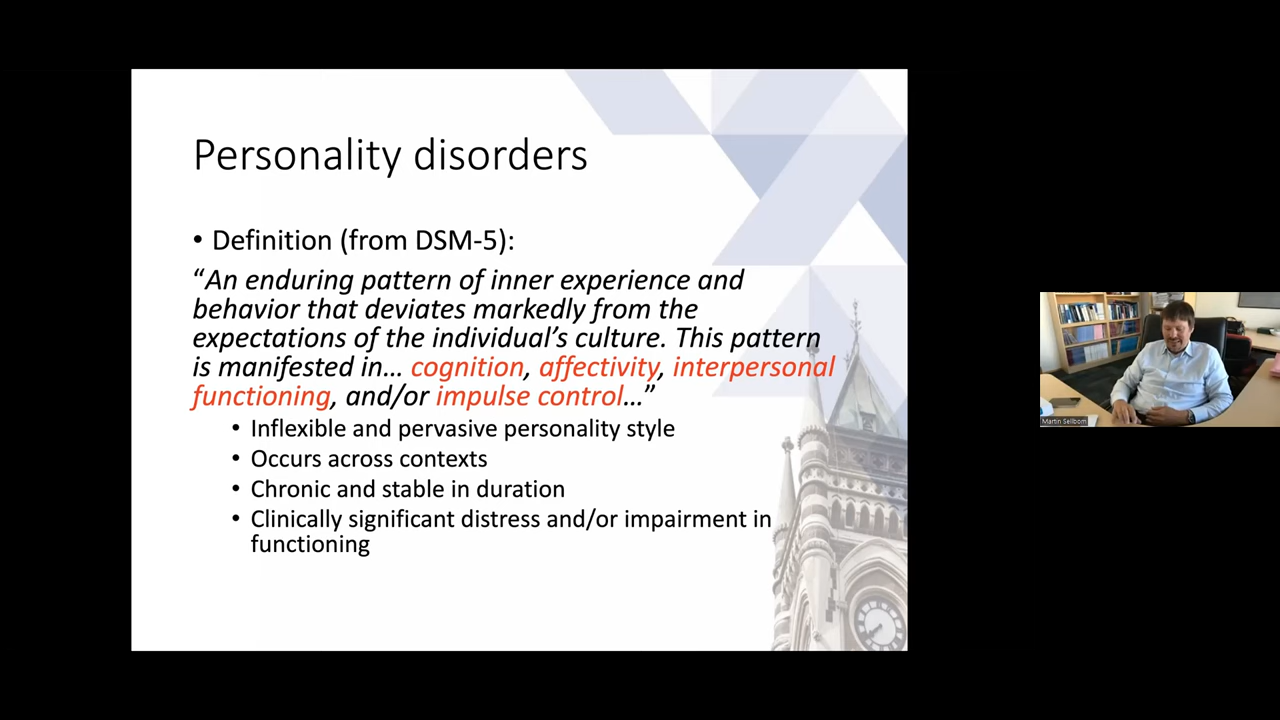 Personality disorders
• Definition (from DSM-5):
“An enduring pattern of inner experience and
behavior that deviates markedly from the
expectations of the individual’s culture. This pattern
is manifested in… cognition, affectivity, interpersonal
functioning, and/or impulse control…”
• Inflexible and pervasive personality style
• Occurs across contexts
• Chronic and stable in duration
• Clinically significant distress and/or impairment in
functioning
Martin Sellbom